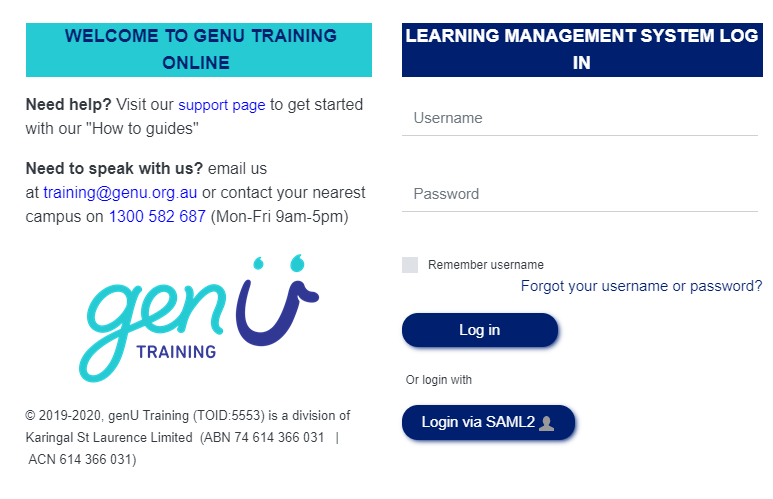 WELCOME TO GENU TRAINING
ONLINE
Need help? Visit our support page to get started
with our "How to guides"
Need to speak with us? email us
at training@genu.org.au or contact your nearest
campus on 1300 582 687 (Mon-Fri 9am-5pm)
genU
TRAINING
© 2019-2020, genU Training (TOID:5553) is a division of
Karingal St Laurence Limited (ABN 74 614 366 031 |
ACN 614 366 031)
LEARNING MANAGEMENT SYSTEM LOG
IN
Username
Password
Remember username
Forgot your username or password?
Log in
Or login with
Login via SAML2